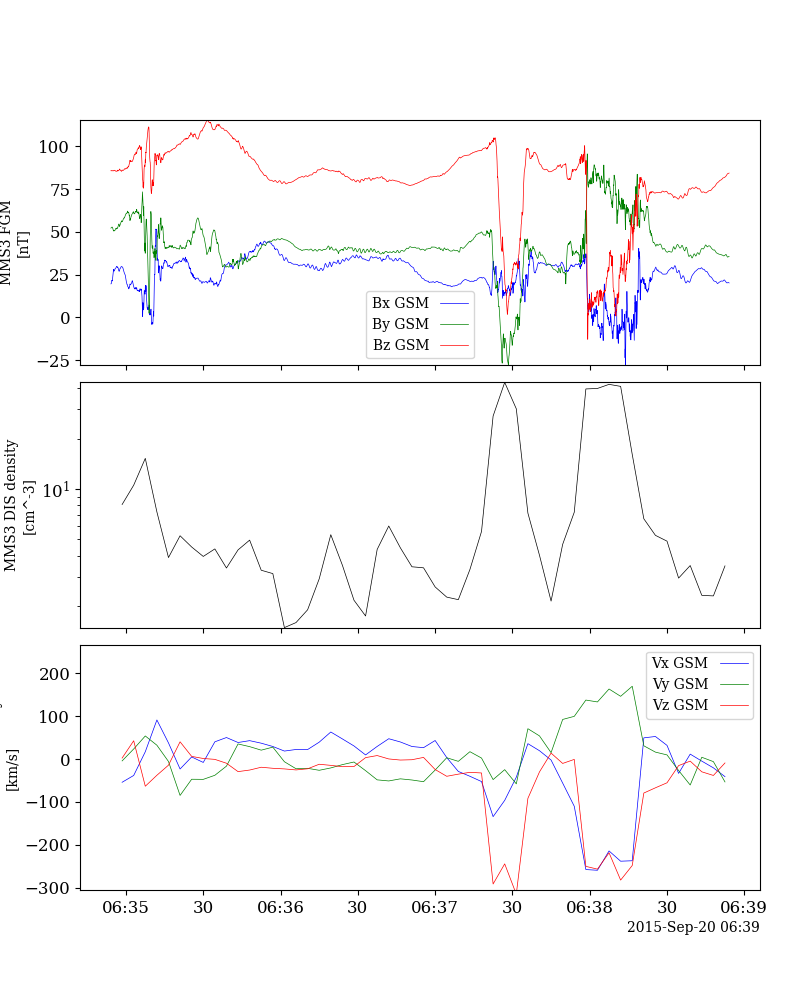 100
75
50
25
0
−25
MMS3 FGM
[nT]
Bx GSM
By GSM
Bz GSM
10^1
MMS3 DIS density
[cm^-3]
200
100
0
−100
−200
−300
[km/s]
Vx GSM
Vy GSM
Vz GSM
06:35 30 06:36 30 06:37 30 06:38 30 06:39
2015-Sep-20 06:39